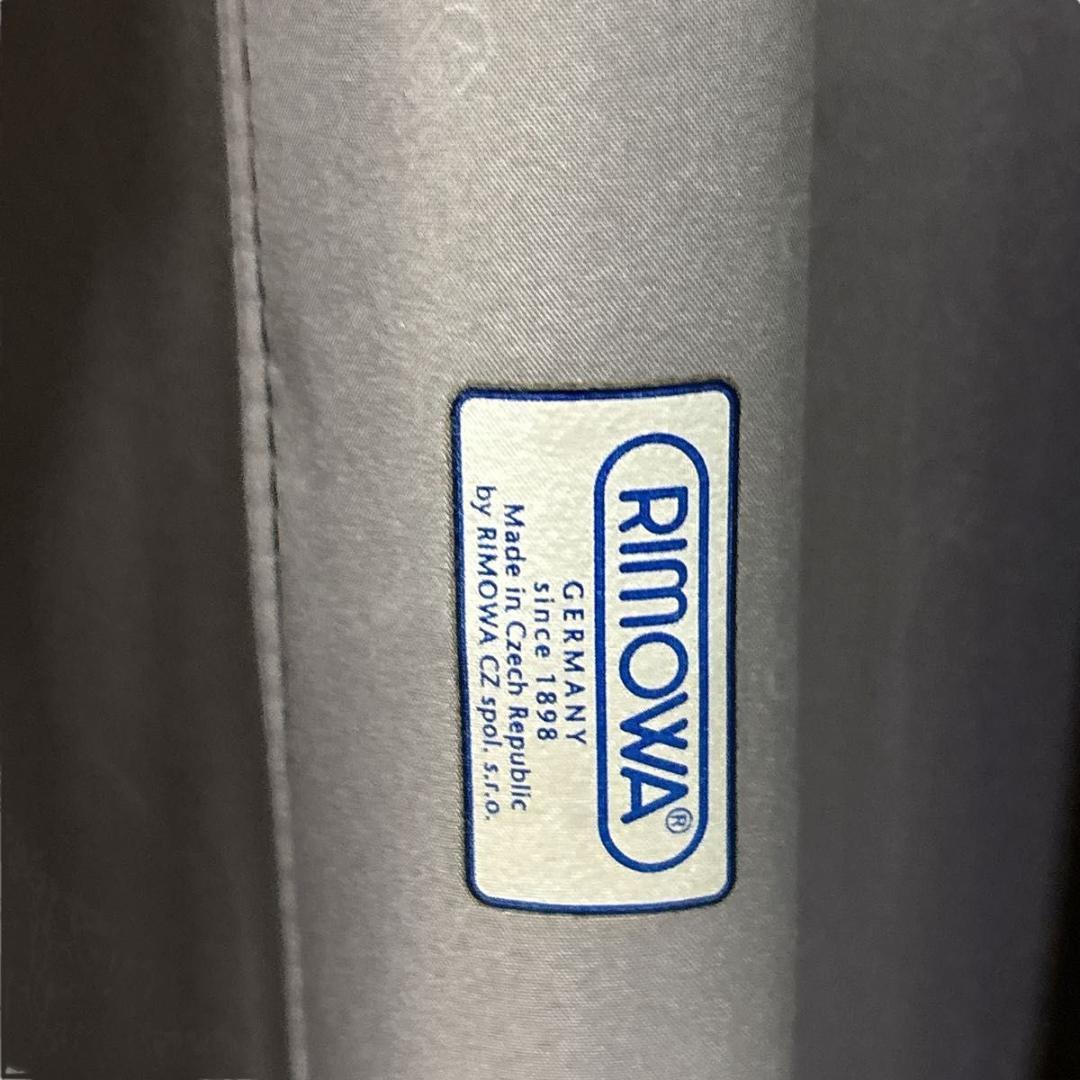 RIMOWA®
GERMANY
since 1898
Made in Czech Republic
by RIMOWA CZ spol. s.r.o.